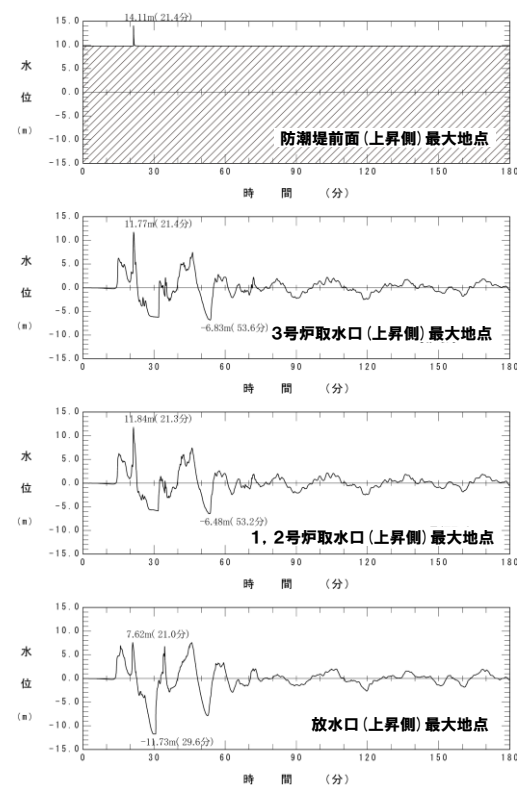 14.11m( 21.4分)
15.0
10.0
5.0
0.0
-5.0
-10.0
-15.0
水位
(m)
防潮堤前面(上昇側)最大地点
0 30 60 90 120 150 180
時 間 (分)
15.0
11.77m( 21.4分)
10.0
5.0
0.0
-5.0
-10.0
-15.0
水位
(m)
-6.83m( 53.6分)
3号炉取水口(上昇側)最大地点
0 30 60 90 120 150 180
時 間 (分)
15.0
11.84m( 21.3分)
10.0
5.0
0.0
-5.0
-10.0
-15.0
水位
(m)
-6.48m( 53.2分)
1,2号炉取水口(上昇側)最大地点
0 30 60 90 120 150 180
時 間 (分)
15.0
10.0
7.62m( 21.0分)
5.0
0.0
-5.0
-10.0
-15.0
水位
(m)
-11.73m( 29.6分)
放水口(上昇側)最大地点
0 30 60 90 120 150 180
時 間 (分)